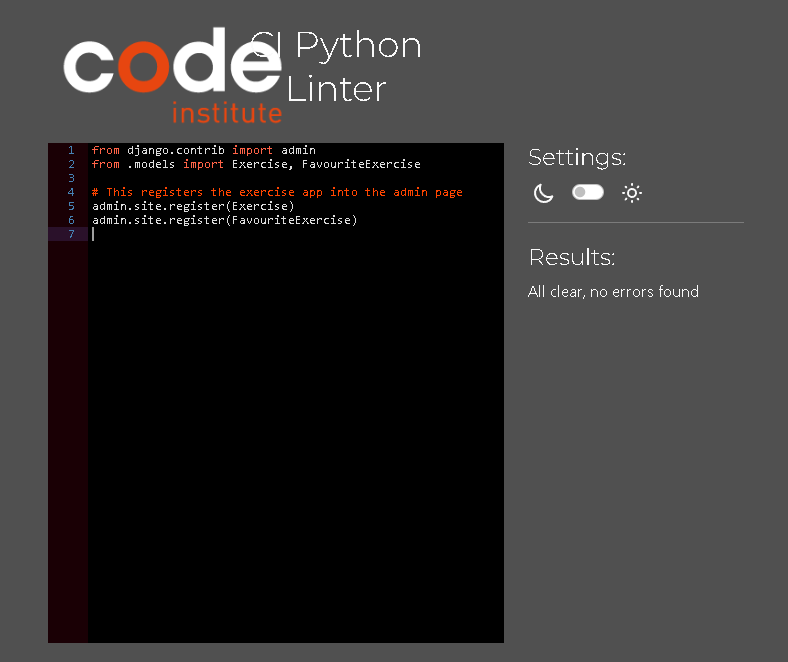 code
institute
CI Python
Linter
1 from django.contrib import admin
2 from .models import Exercise, FavouriteExercise
3
4 # This registers the exercise app into the admin page
5 admin.site.register(Exercise)
6 admin.site.register(FavouriteExercise)
7
Settings:
Results:
All clear, no errors found